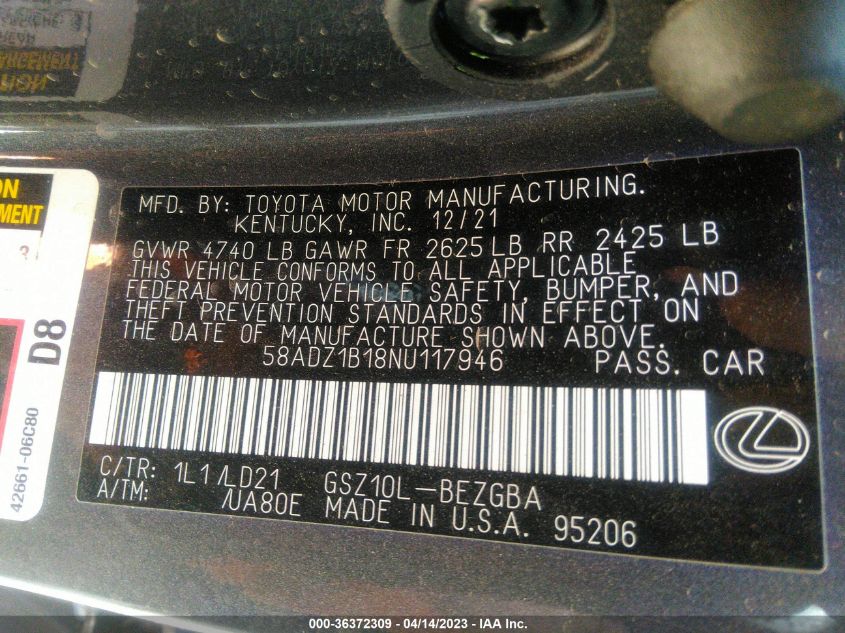 ON
MENT
3
D8
42661-06C80
MFD. BY: TOYOTA MOTOR MANUFACTURING.
KENTUCKY, INC. 12/21
GVWR 4740 LB GAWR FR 2625 LB RR 2425 LB
THIS VEHICLE CONFORMS TO ALL APPLICABLE
FEDERAL MOTOR VEHICLE SAFETY, BUMPER, AND
THEFT PREVENTION STANDARDS IN EFFECT ON
THE DATE OF MANUFACTURE SHOWN ABOVE.
58ADZ1B18NU117946 PASS. CAR
C/TR: 1L1/LD21 GSZ10L-BEZGBA
A/TM: /UA80E MADE IN U.S.A. 95206
000-36372309 - 04/14/2023 - IAA Inc.